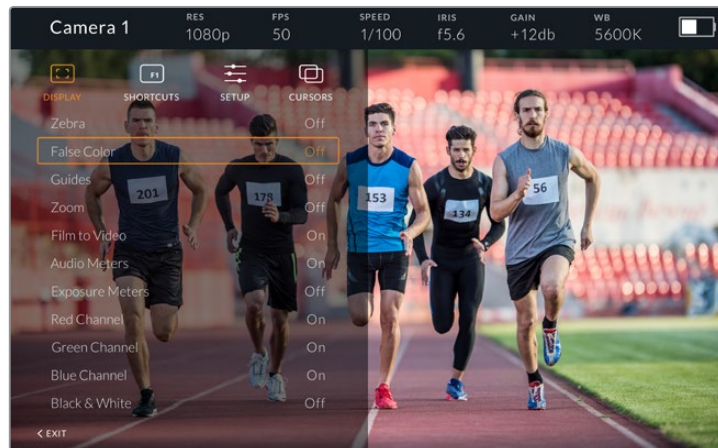 Camera 1
RES FPS SPEED IRIS GAIN WB
1080p 50 1/100 f5.6 +12db 5600K
F1
DISPLAY SHORTCUTS SETUP CURSORS
Zebra Off
False Color Off
Guides Off
Zoom Off
Film to Video On
Audio Meters On
Exposure Meters Off
Red Channel On
Green Channel On
Blue Channel On
Black & White Off
< EXIT
201
178
153
134
56